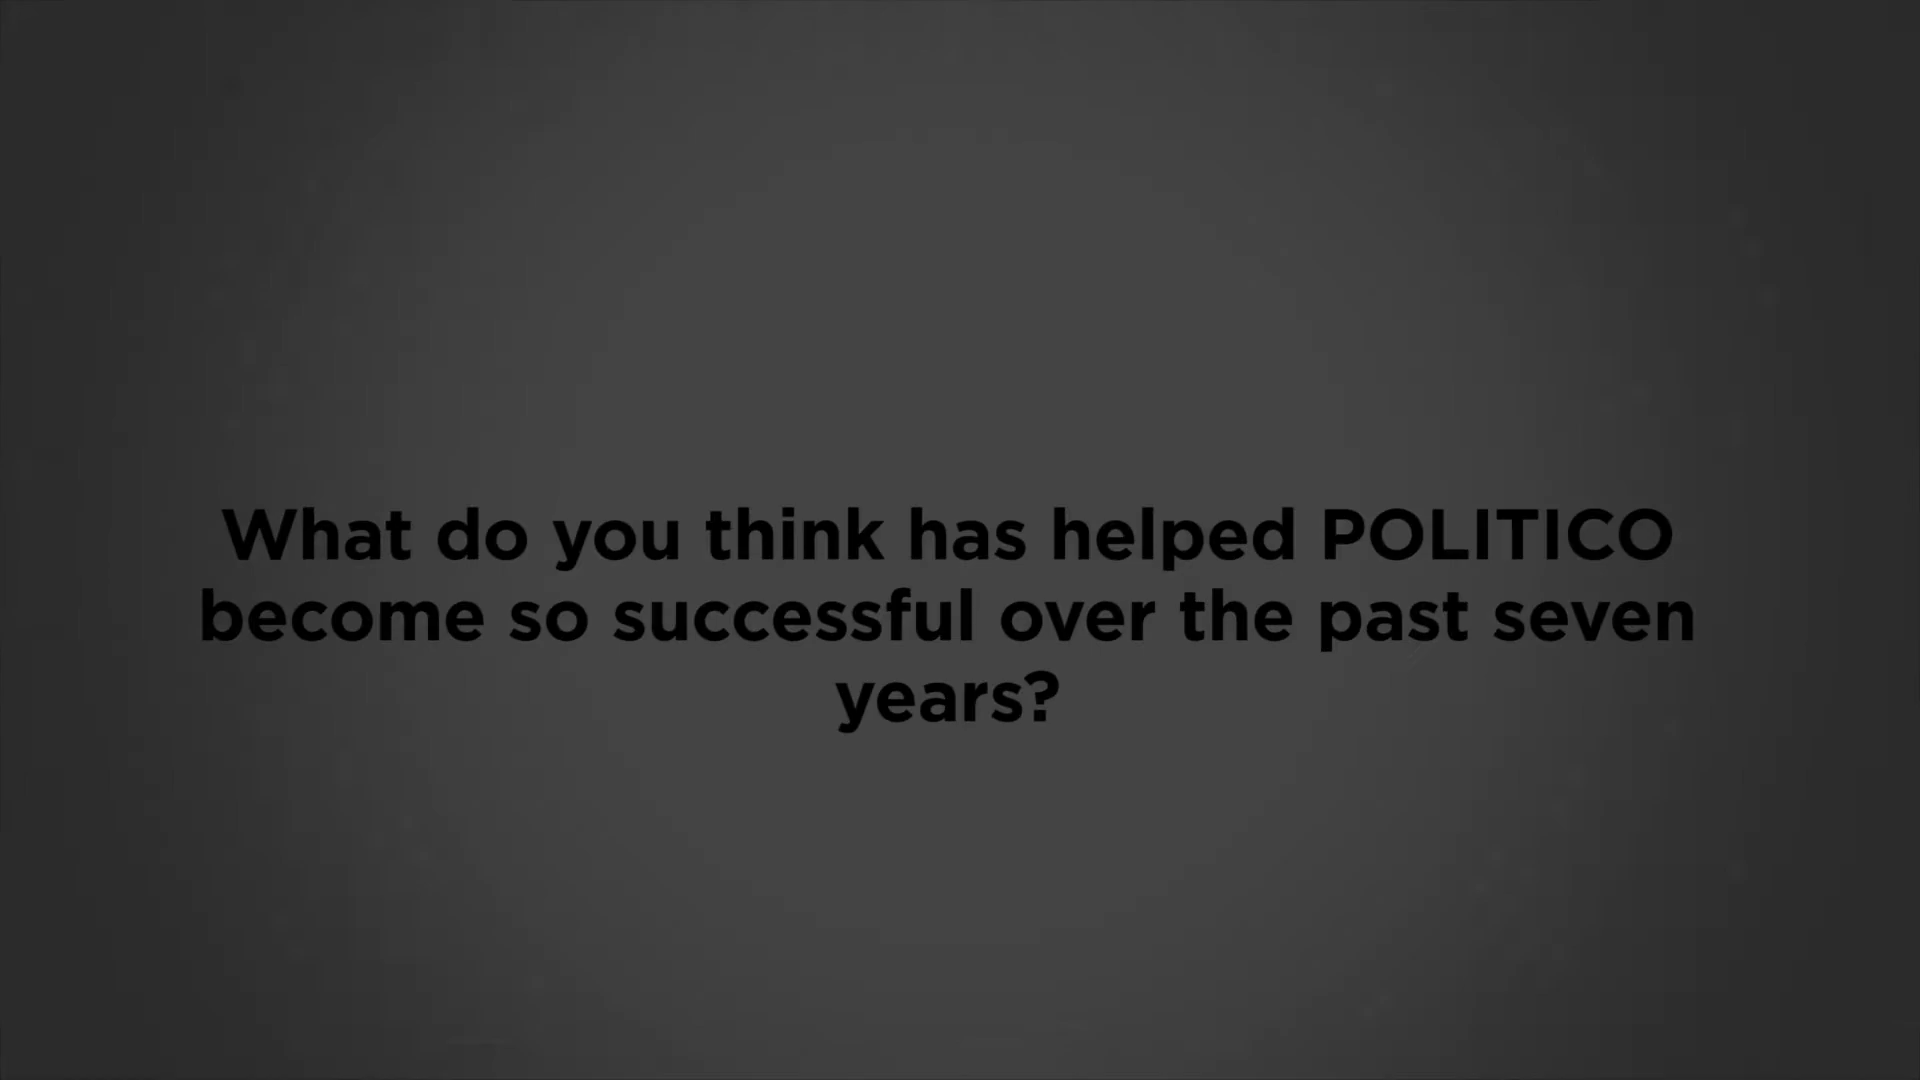 What do you think has helped POLITICO
become so successful over the past seven
years?